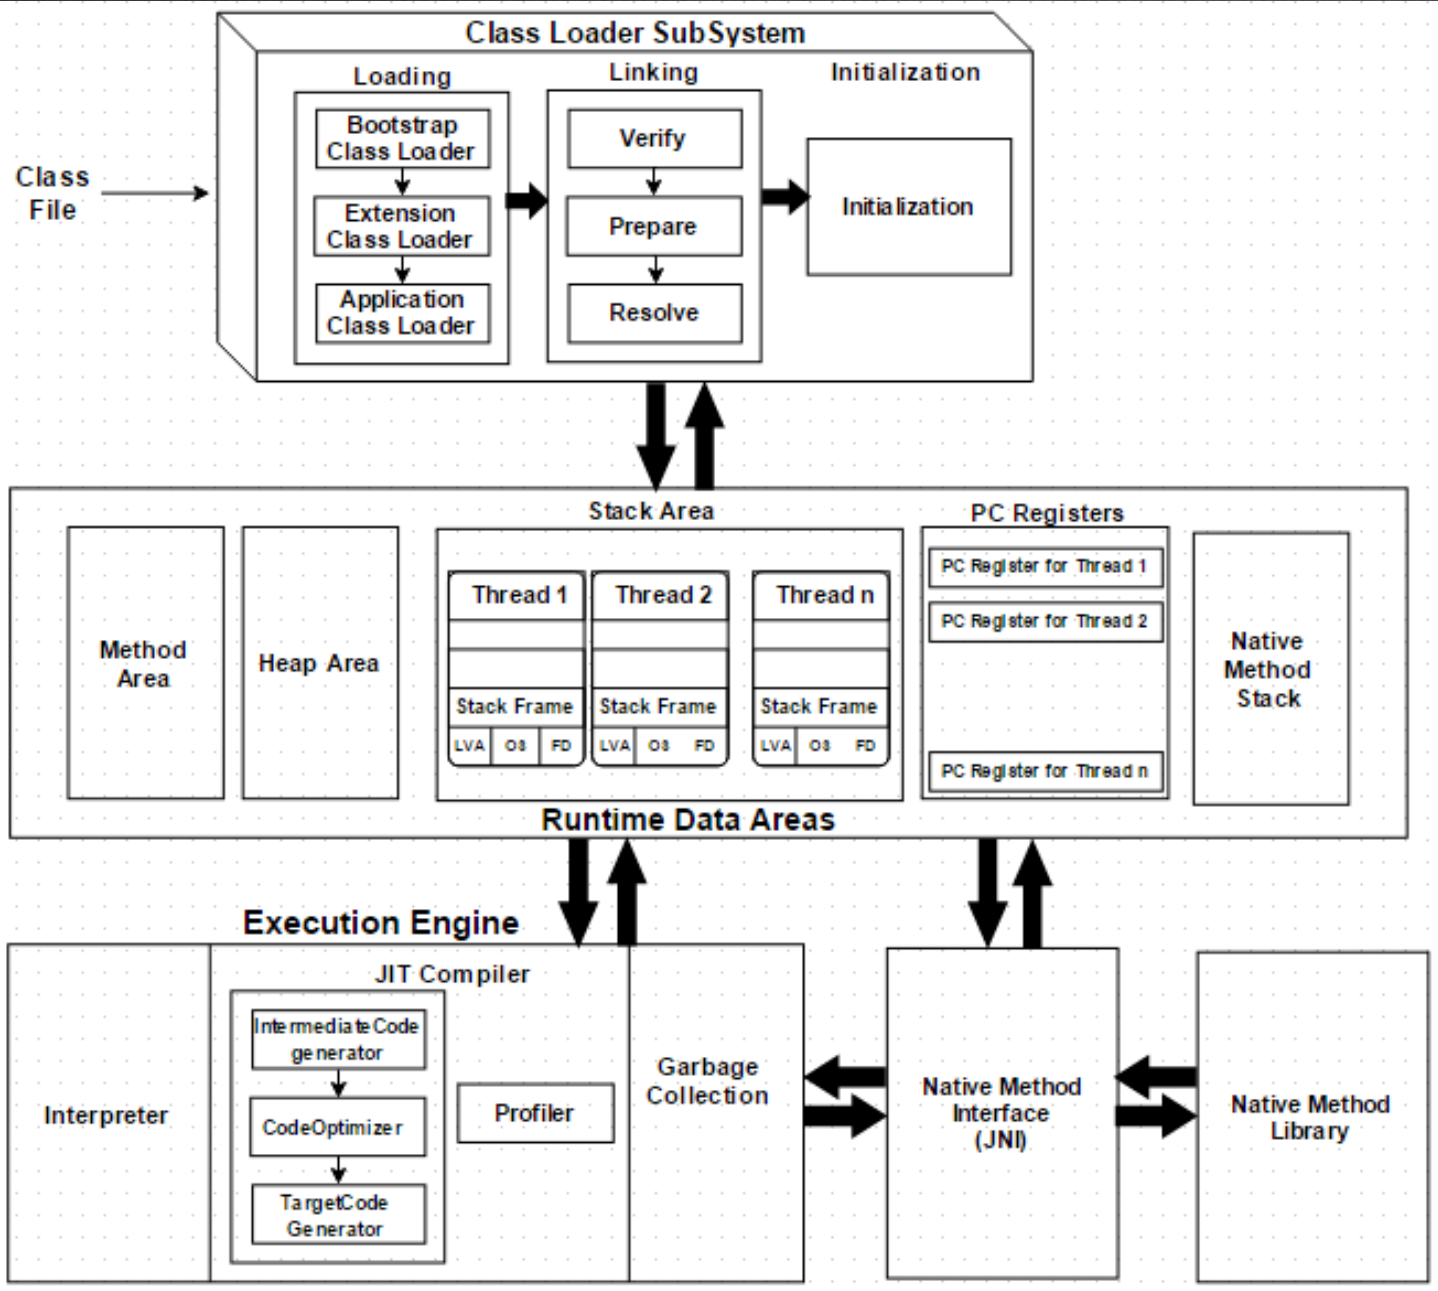 Class Loader SubSystem
Loading
Linking
Initialization
Class
File
Bootstrap
Class Loader
Extension
Class Loader
Application
Class Loader
Verify
Prepare
Resolve
Initialization
Stack Area
PC Registers
Method
Area
Heap Area
Thread 1
Thread 2
Thread n
Stack Frame
Stack Frame
Stack Frame
LVA OS FD
LVA OS FD
LVA OS FD
PC Register for Thread 1
PC Register for Thread 2
PC Register for Thread n
Native
Method
Stack
Runtime Data Areas
Execution Engine
Interpreter
JIT Compiler
IntermediateCode
generator
CodeOptimizer
TargetCode
Generator
Profiler
Garbage
Collection
Native Method
Interface
(JNI)
Native Method
Library